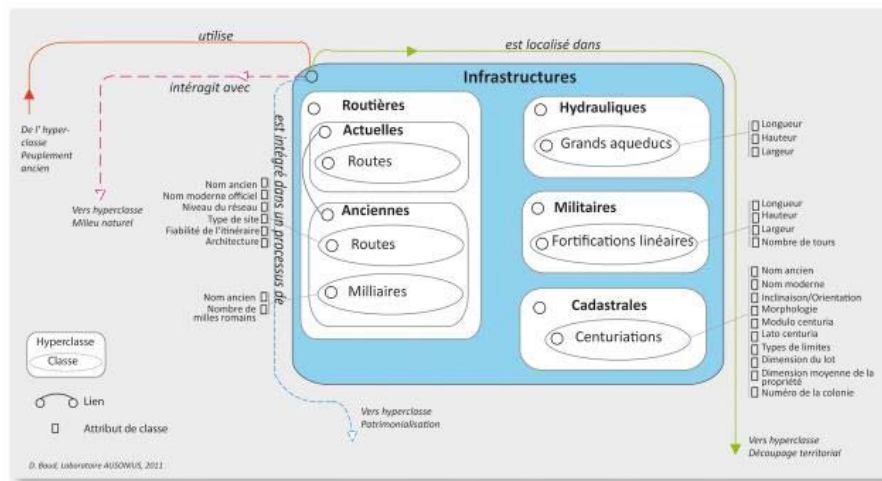 utilise
est localisé dans
Infrastructures
intéragit avec
De l' hyper-
classe
Peuplement
ancien
Vers hyperclasse
Milieu naturel
est intégré dans un processus de
Routières
Actuelles
Routes
Anciennes
Routes
Milliaires
Nom ancien
Nom moderne officiel
Niveau du réseau
Type de site
Fiabilité de l'itinéraire
Architecture
Nom ancien
Nombre de
milles romains
Hydrauliques
Grands aqueducs
Longueur
Hauteur
Largeur
Militaires
Fortifications linéaires
Longueur
Hauteur
Largeur
Nombre de tours
Cadastrales
Centuriations
Nom ancien
Nom moderne
Inclinaison/Orientation
Morphologie
Modulo centuria
Lato centuria
Types de limites
Dimension du lot
Dimension moyenne de la
propriété
Numéro de la colonie
Hyperclasse
Classe
Lien
Attribut de classe
Vers hyperclasse
Patrimonialisation
Vers hyperclasse
Découpage territorial
D. Baud, Laboratoire AUSONIUS, 2011